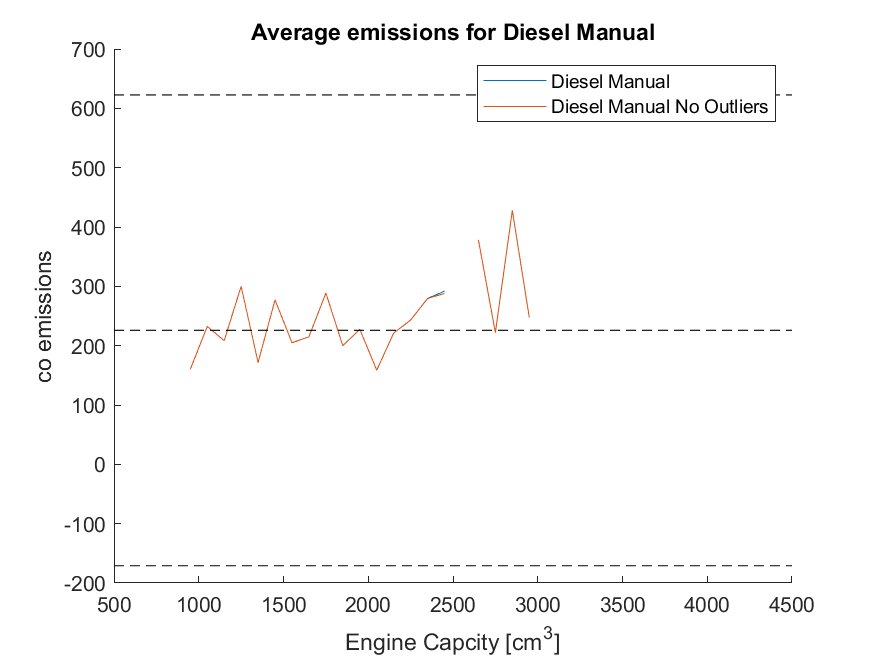 Average emissions for Diesel Manual
700
600
500
400
300
200
100
0
-100
-200
co emissions
Diesel Manual
Diesel Manual No Outliers
500 1000 1500 2000 2500 3000 3500 4000 4500
Engine Capcity [cm³]